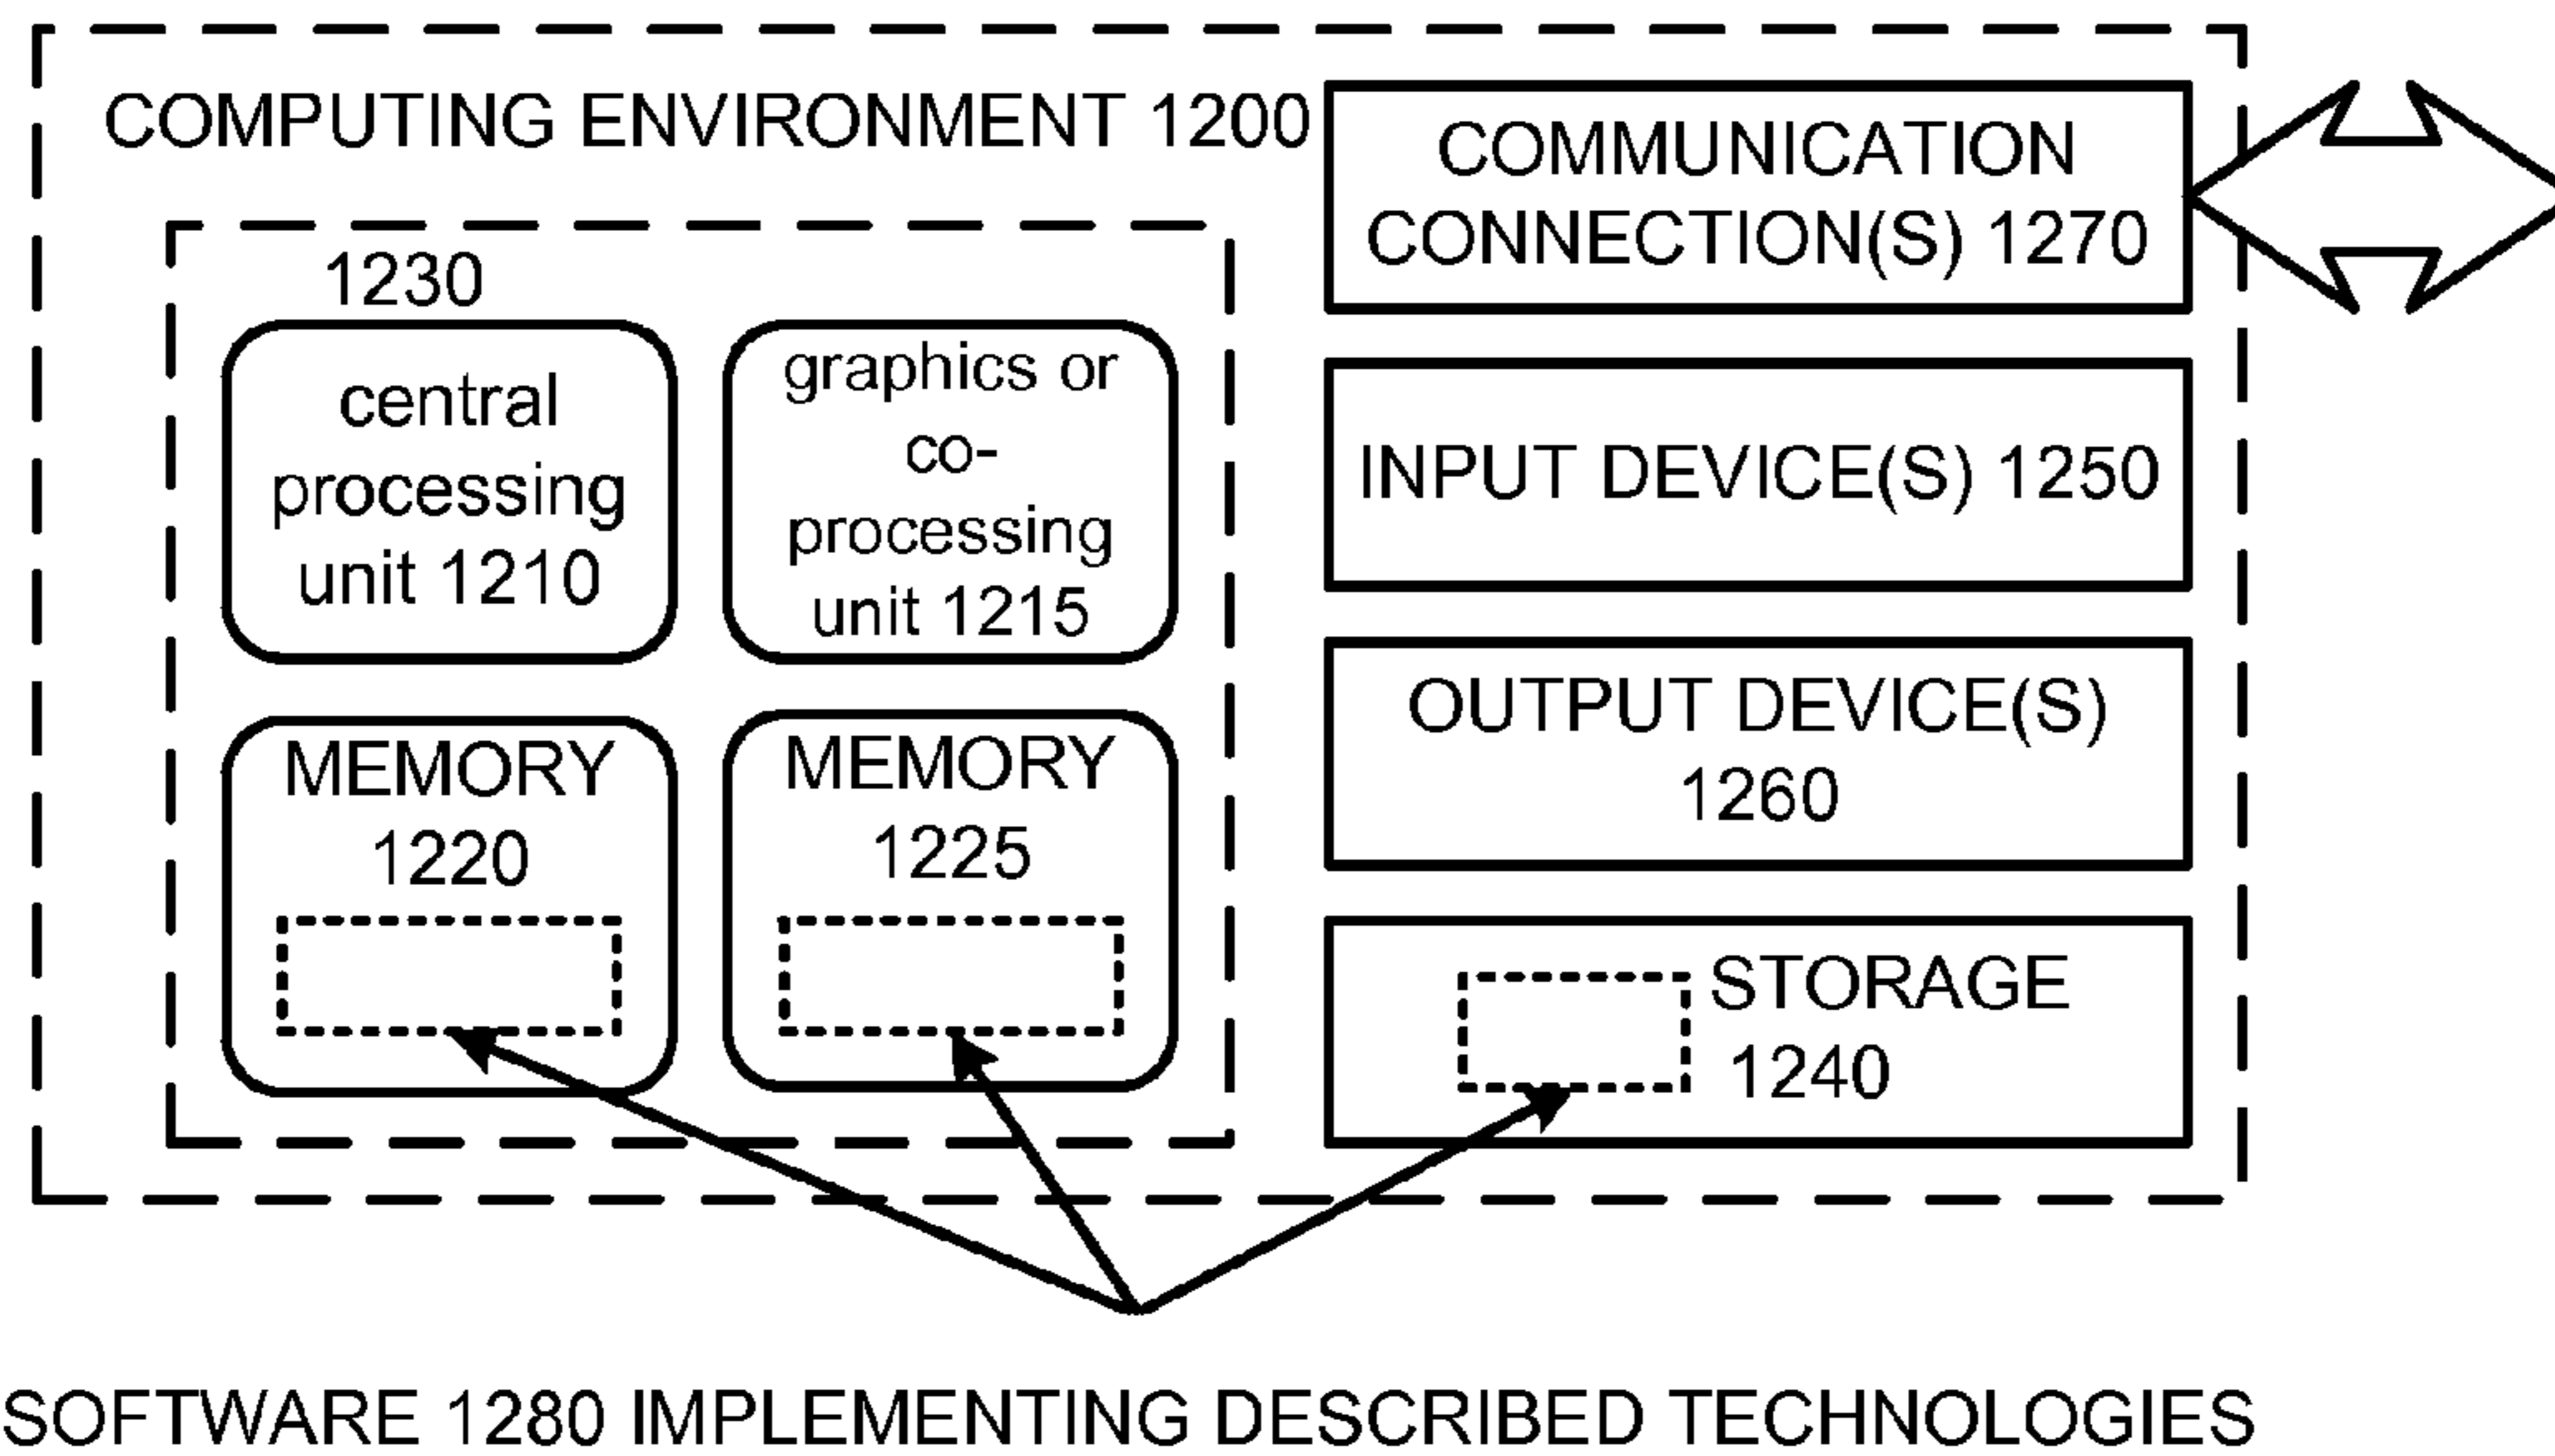 COMPUTING ENVIRONMENT 1200
1230
central
processing
unit 1210
graphics or
co-
processing
unit 1215
MEMORY
1220
MEMORY
1225
COMMUNICATION
CONNECTION(S) 1270
INPUT DEVICE(S) 1250
OUTPUT DEVICE(S)
1260
STORAGE
1240
SOFTWARE 1280 IMPLEMENTING DESCRIBED TECHNOLOGIES